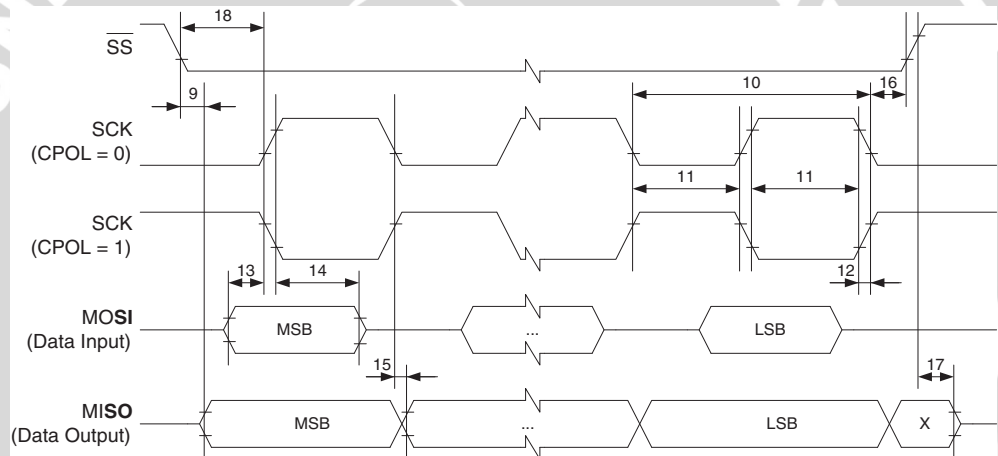 18
SS
10
9
16
SCK
(CPOL = 0)
11
11
SCK
(CPOL = 1)
13
14
12
MOSI
(Data Input)
MSB
...
LSB
15
17
MISO
(Data Output)
MSB
...
LSB
X